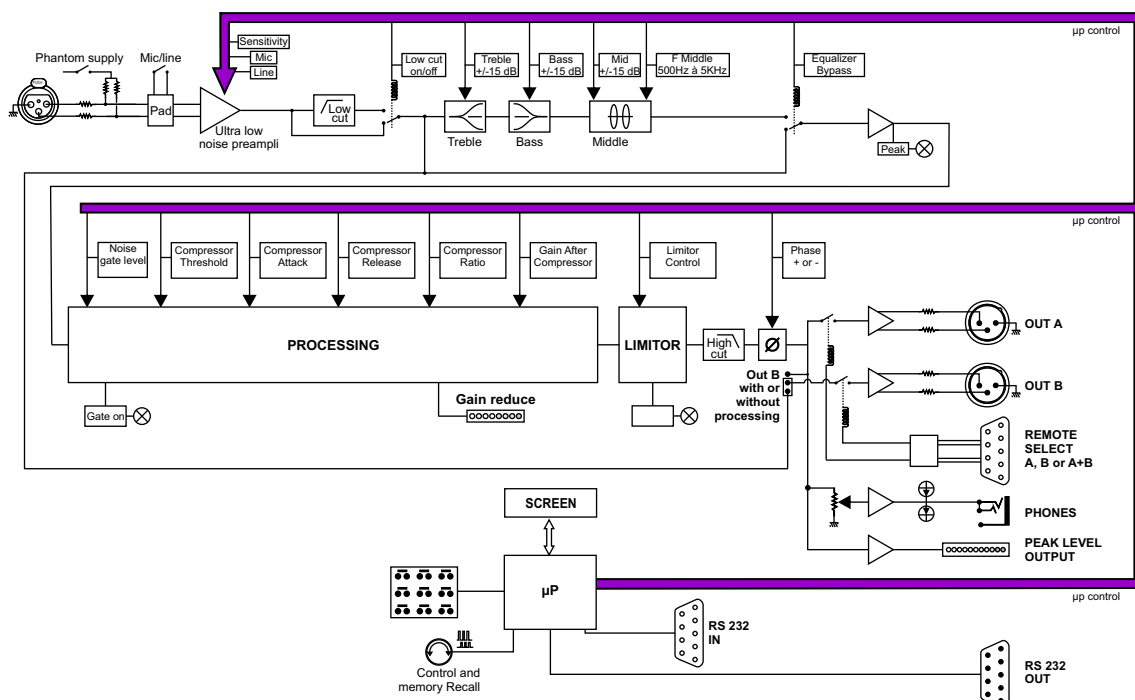 µp control
Sensitivity
Mic
Line
Phantom supply
Mic/line
PUSH
Pad
Ultra low
noise preampli
Low
cut
Low cut
on/off
Treble
+/-15 dB
Bass
+/-15 dB
Mid
+/-15 dB
F Middle
500Hz à 5KHz
Equalizer
Bypass
Treble
Bass
Middle
Peak
µp control
Noise
gate level
Compressor
Threshold
Compressor
Attack
Compressor
Release
Compressor
Ratio
Gain After
Compressor
Limitor
Control
Phase
+ or -
PROCESSING
LIMITOR
High
cut
Ø
Gate on
Gain reduce
Out B
with or
without
processing
OUT A
OUT B
REMOTE
SELECT
A, B or A+B
PHONES
PEAK LEVEL
OUTPUT
SCREEN
µP
µp control
RS 232
IN
Control and
memory Recall
RS 232
OUT